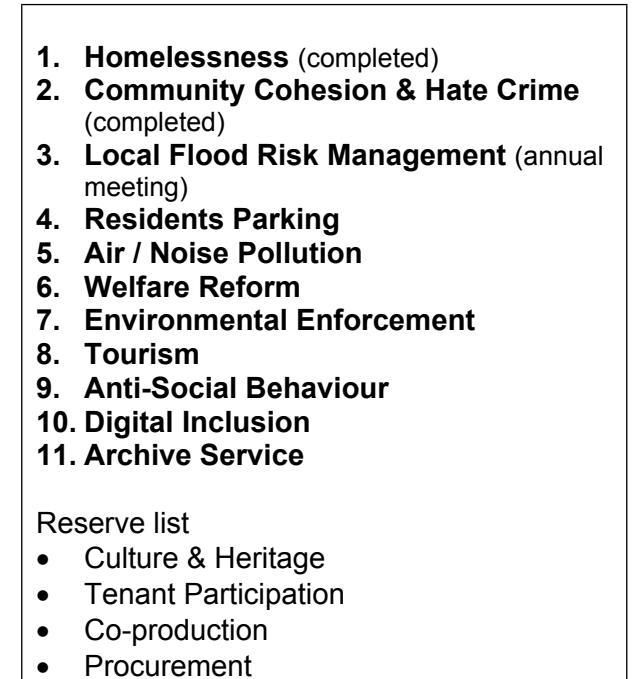 1. Homelessness (completed)
2. Community Cohesion & Hate Crime
(completed)
3. Local Flood Risk Management (annual
meeting)
4. Residents Parking
5. Air / Noise Pollution
6. Welfare Reform
7. Environmental Enforcement
8. Tourism
9. Anti-Social Behaviour
10. Digital Inclusion
11. Archive Service
Reserve list
• Culture & Heritage
• Tenant Participation
• Co-production
• Procurement